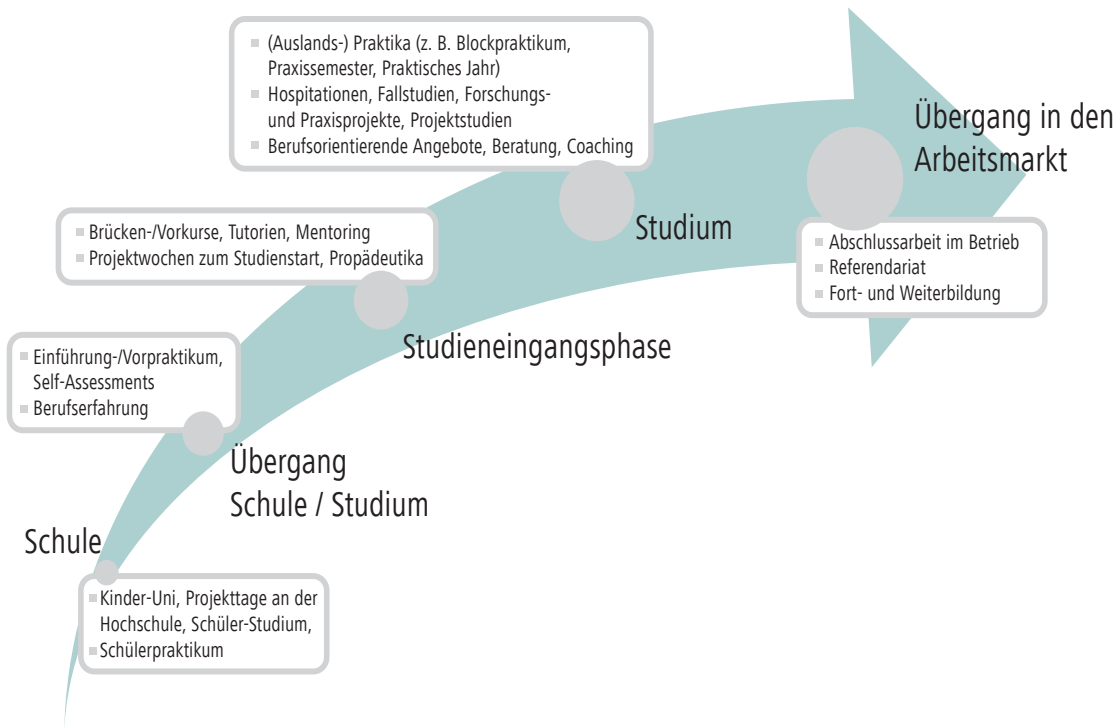 (Auslands-) Praktika (z. B. Blockpraktikum,
Praxissemester, Praktisches Jahr)
Hospitationen, Fallstudien, Forschungs-
und Praxisprojekte, Projektstudien
Berufsorientierende Angebote, Beratung, Coaching
Übergang in den
Arbeitsmarkt
Studium
Abschlussarbeit im Betrieb
Referendariat
Fort- und Weiterbildung
Brücken-/Vorkurse, Tutorien, Mentoring
Projektwochen zum Studienstart, Propädeutika
Studieneingangsphase
Einführung-/Vorpraktikum,
Self-Assessments
Berufserfahrung
Übergang
Schule / Studium
Schule
Kinder-Uni, Projekttage an der
Hochschule, Schüler-Studium,
Schülerpraktikum